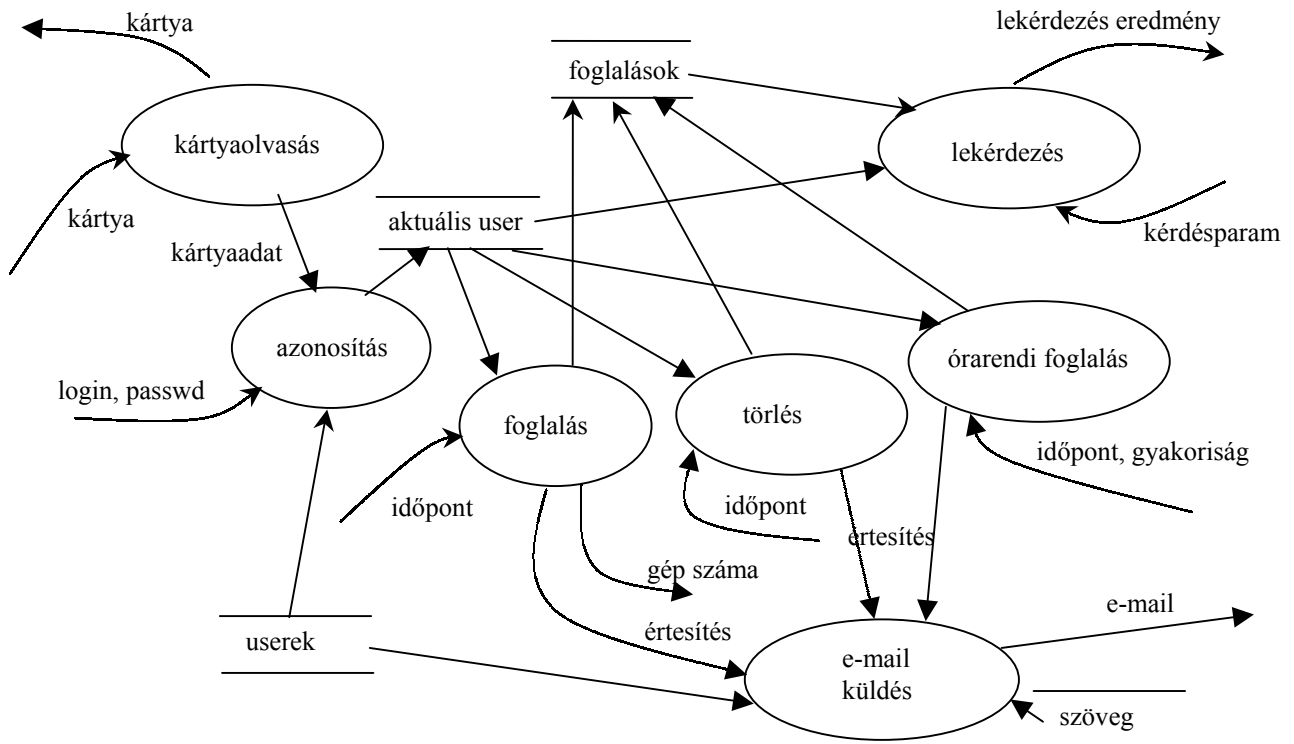 kártya
lekérdezés eredmény
foglalások
kártyaolvasás
lekérdezés
kártya
aktuális user
kérdésparam
kártyaadat
azonosítás
órarendi foglalás
login, passwd
foglalás
törlés
időpont, gyakoriság
időpont
időpont
értesítés
gép száma
e-mail
userek
értesítés
e-mail
küldés
szöveg